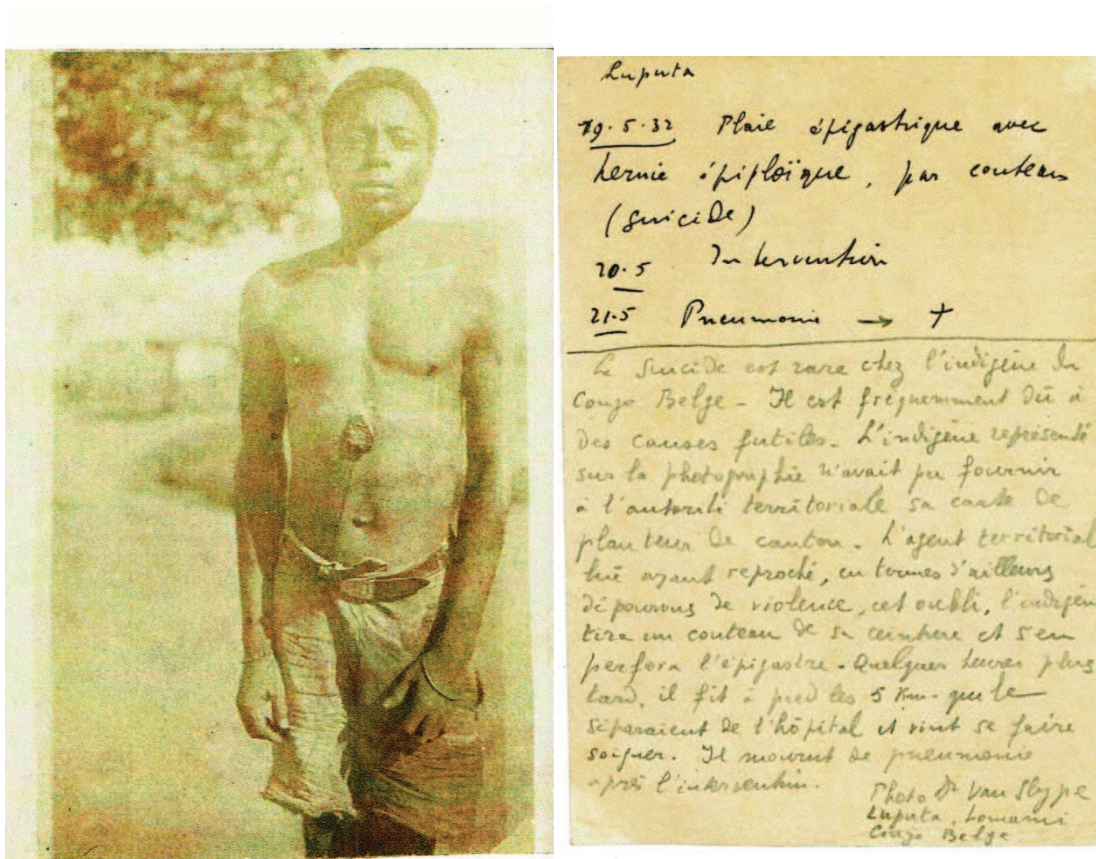 Luputa
19.5.32 Plaie épigastrique avec
hernie épiploïque, par couteau
(suicide)
20.5 Intervention
21.5 Pneumonie → +
Le suicide est rare chez l'indigène du
Congo Belge - Il est fréquemment dû à
des causes futiles - L'indigène représenté
sur la photographie n'avait pu fournir
à l'autorité territoriale sa carte de
planteur de canton. L'agent territorial
lui ayant reproché, en termes d'ailleurs
dépourvus de violence, cet oubli, l'indigèn
tira un couteau de sa ceinture et s'en
perfora l'épigastre - Quelques heures plus
tard, il fit à pied les 5 Km. qui le
séparaient de l'hôpital et vint se faire
soigner. Il mourut de pneumonie
après l'intervention.
Photo Dr Van Slype
Luputa, Lomami
Congo Belge